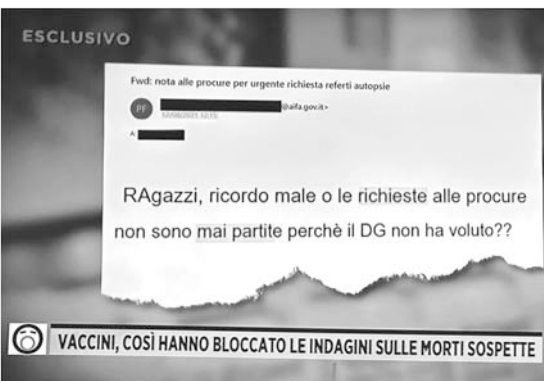 ESCLUSIVO
Fwd: nota alle procure per urgente richiesta referti autopsie
PF
@aifa.gov.it>
12:15
A:
RAgazzi, ricordo male o le richieste alle procure
non sono mai partite perchè il DG non ha voluto??
VACCINI, COSÌ HANNO BLOCCATO LE INDAGINI SULLE MORTI SOSPETTE